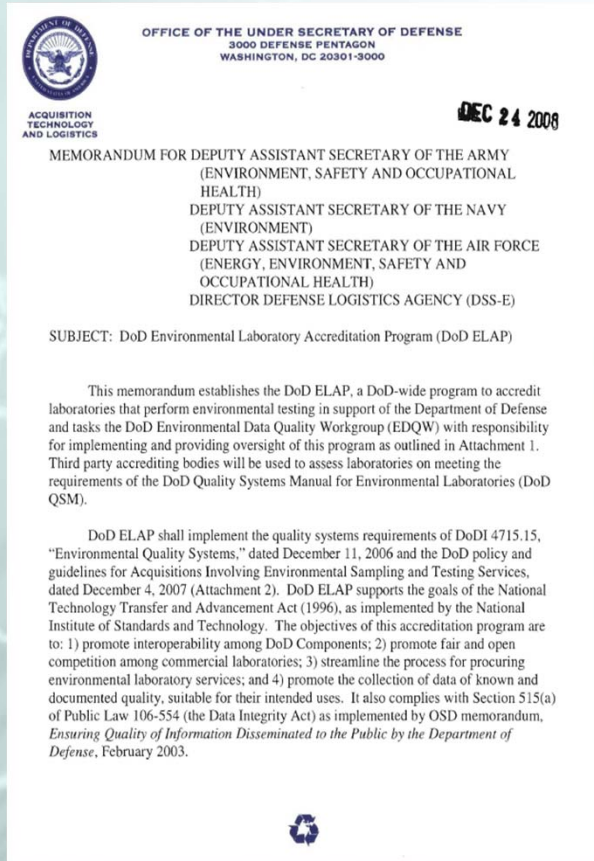 OFFICE OF THE UNDER SECRETARY OF DEFENSE
3000 DEFENSE PENTAGON
WASHINGTON, DC 20301-3000
DEPARTMENT OF DEFENSE
UNITED STATES OF AMERICA
ACQUISITION
TECHNOLOGY
AND LOGISTICS
DEC 24 2008
MEMORANDUM FOR DEPUTY ASSISTANT SECRETARY OF THE ARMY
(ENVIRONMENT, SAFETY AND OCCUPATIONAL
HEALTH)
DEPUTY ASSISTANT SECRETARY OF THE NAVY
(ENVIRONMENT)
DEPUTY ASSISTANT SECRETARY OF THE AIR FORCE
(ENERGY, ENVIRONMENT, SAFETY AND
OCCUPATIONAL HEALTH)
DIRECTOR DEFENSE LOGISTICS AGENCY (DSS-E)
SUBJECT: DoD Environmental Laboratory Accreditation Program (DoD ELAP)
This memorandum establishes the DoD ELAP, a DoD-wide program to accredit
laboratories that perform environmental testing in support of the Department of Defense
and tasks the DoD Environmental Data Quality Workgroup (EDQW) with responsibility
for implementing and providing oversight of this program as outlined in Attachment 1.
Third party accrediting bodies will be used to assess laboratories on meeting the
requirements of the DoD Quality Systems Manual for Environmental Laboratories (DoD
QSM).
DoD ELAP shall implement the quality systems requirements of DoDI 4715.15,
“Environmental Quality Systems,” dated December 11, 2006 and the DoD policy and
guidelines for Acquisitions Involving Environmental Sampling and Testing Services,
dated December 4, 2007 (Attachment 2). DoD ELAP supports the goals of the National
Technology Transfer and Advancement Act (1996), as implemented by the National
Institute of Standards and Technology. The objectives of this accreditation program are
to: 1) promote interoperability among DoD Components; 2) promote fair and open
competition among commercial laboratories; 3) streamline the process for procuring
environmental laboratory services; and 4) promote the collection of data of known and
documented quality, suitable for their intended uses. It also complies with Section 515(a)
of Public Law 106-554 (the Data Integrity Act) as implemented by OSD memorandum,
Ensuring Quality of Information Disseminated to the Public by the Department of
Defense, February 2003.